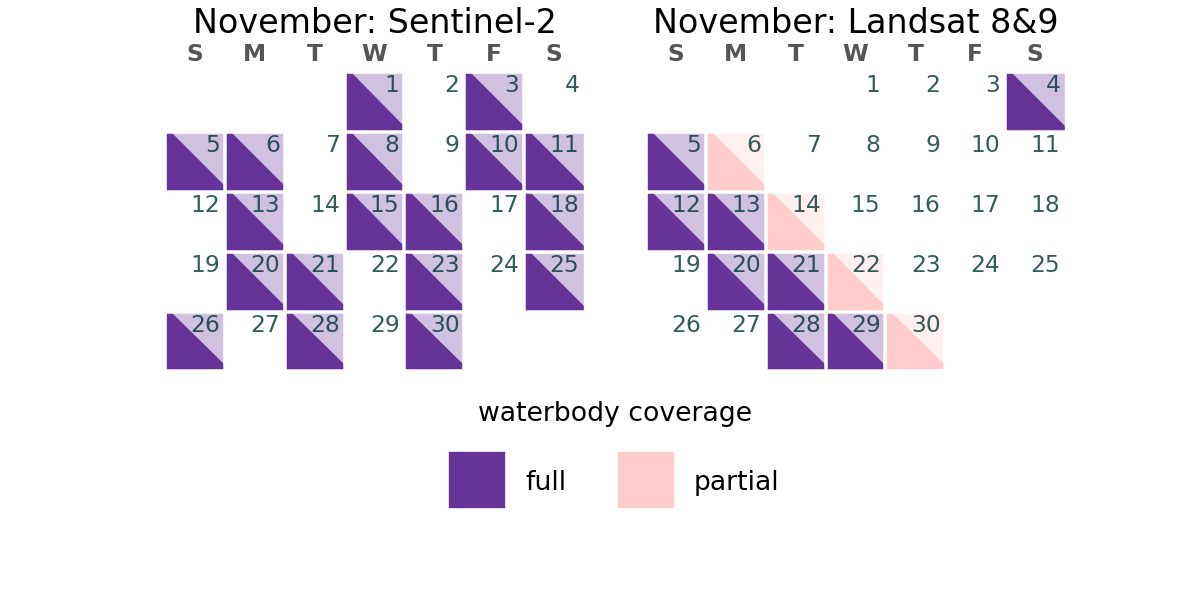 November: Sentinel-2
S M T W T F S
1 2 3 4
5 6 7 8 9 10 11
12 13 14 15 16 17 18
19 20 21 22 23 24 25
26 27 28 29 30
November: Landsat 8&9
S M T W T F S
1 2 3 4
5 6 7 8 9 10 11
12 13 14 15 16 17 18
19 20 21 22 23 24 25
26 27 28 29 30
waterbody coverage
full partial